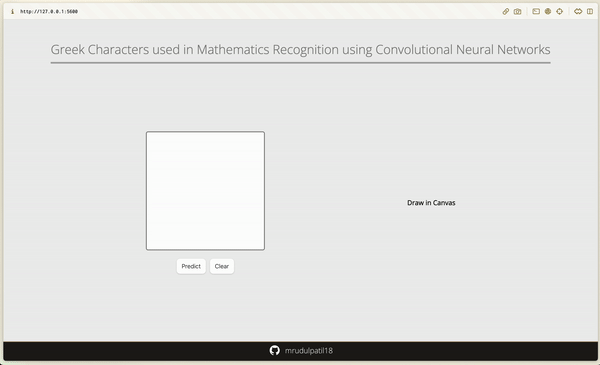 http://127.0.0.1:5000
Greek Characters used in Mathematics Recognition using Convolutional Neural Networks
Draw in Canvas
Predict Clear
mrudulpatil18